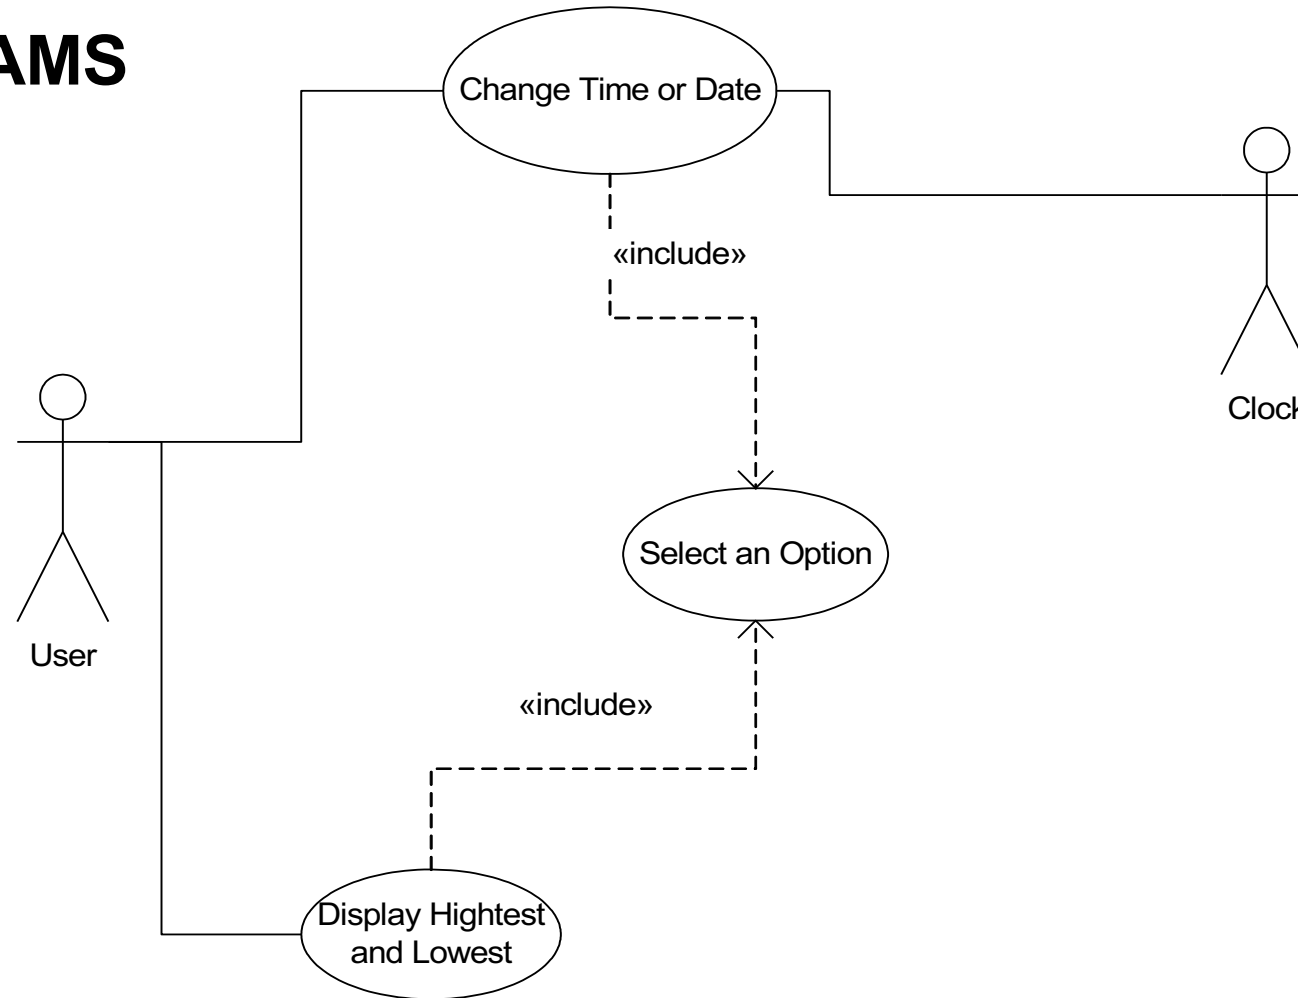 AMS
Change Time or Date
«include»
Clock
Select an Option
User
«include»
Display Hightest
and Lowest